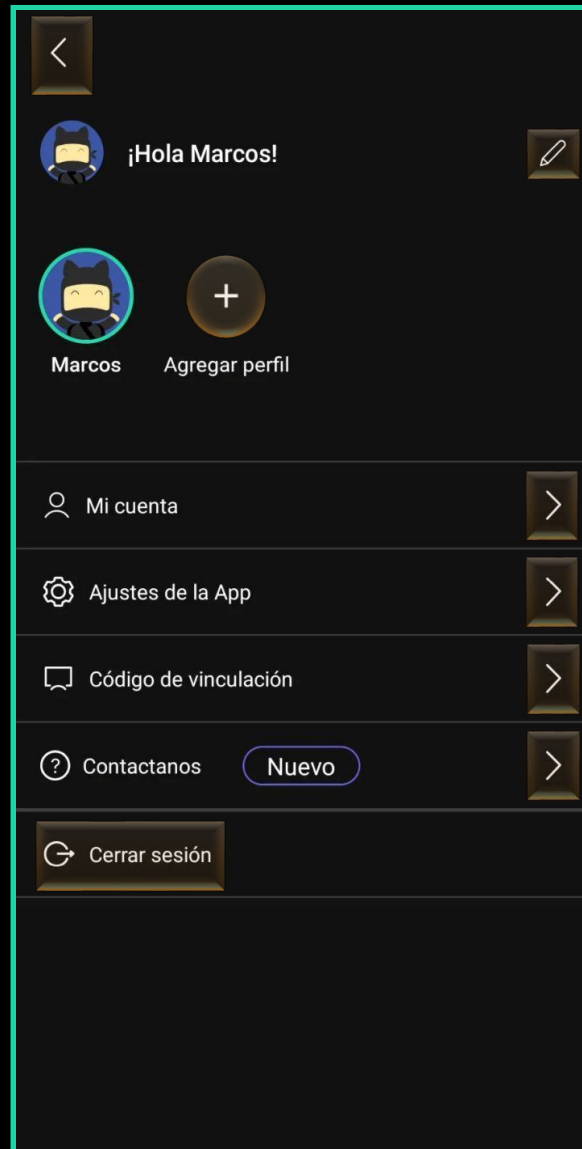 ¡Hola Marcos!
Marcos
Agregar perfil
Mi cuenta
Ajustes de la App
Código de vinculación
Contactanos
Nuevo
Cerrar sesión